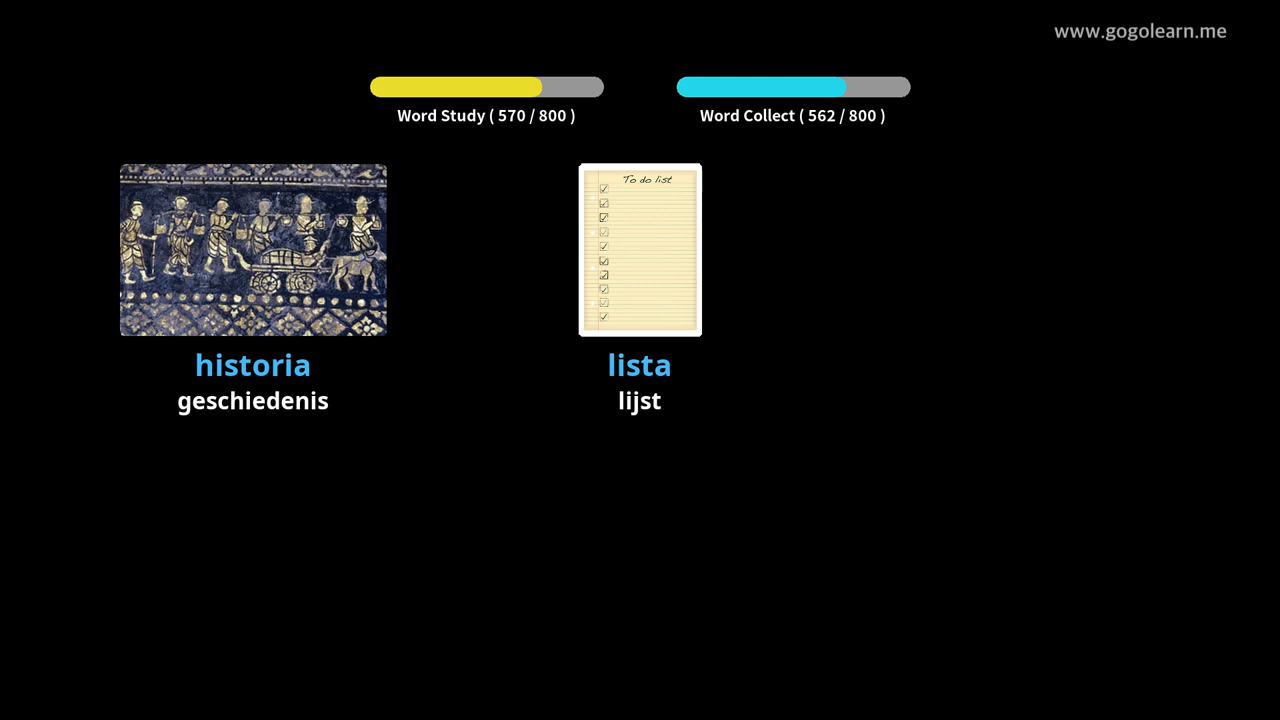 www.gogolearn.me
Word Study ( 570 / 800 )
Word Collect ( 562 / 800 )
To do list
historia
geschiedenis
lista
lijst